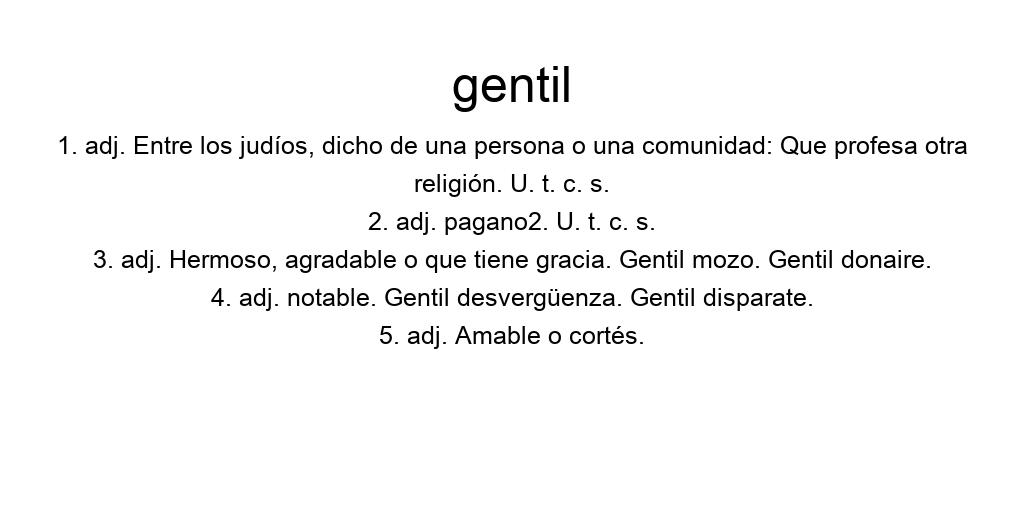 gentil
1. adj. Entre los judíos, dicho de una persona o una comunidad: Que profesa otra
religión. U. t. c. s.
2. adj. pagano2. U. t. c. s.
3. adj. Hermoso, agradable o que tiene gracia. Gentil mozo. Gentil donaire.
4. adj. notable. Gentil desvergüenza. Gentil disparate.
5. adj. Amable o cortés.